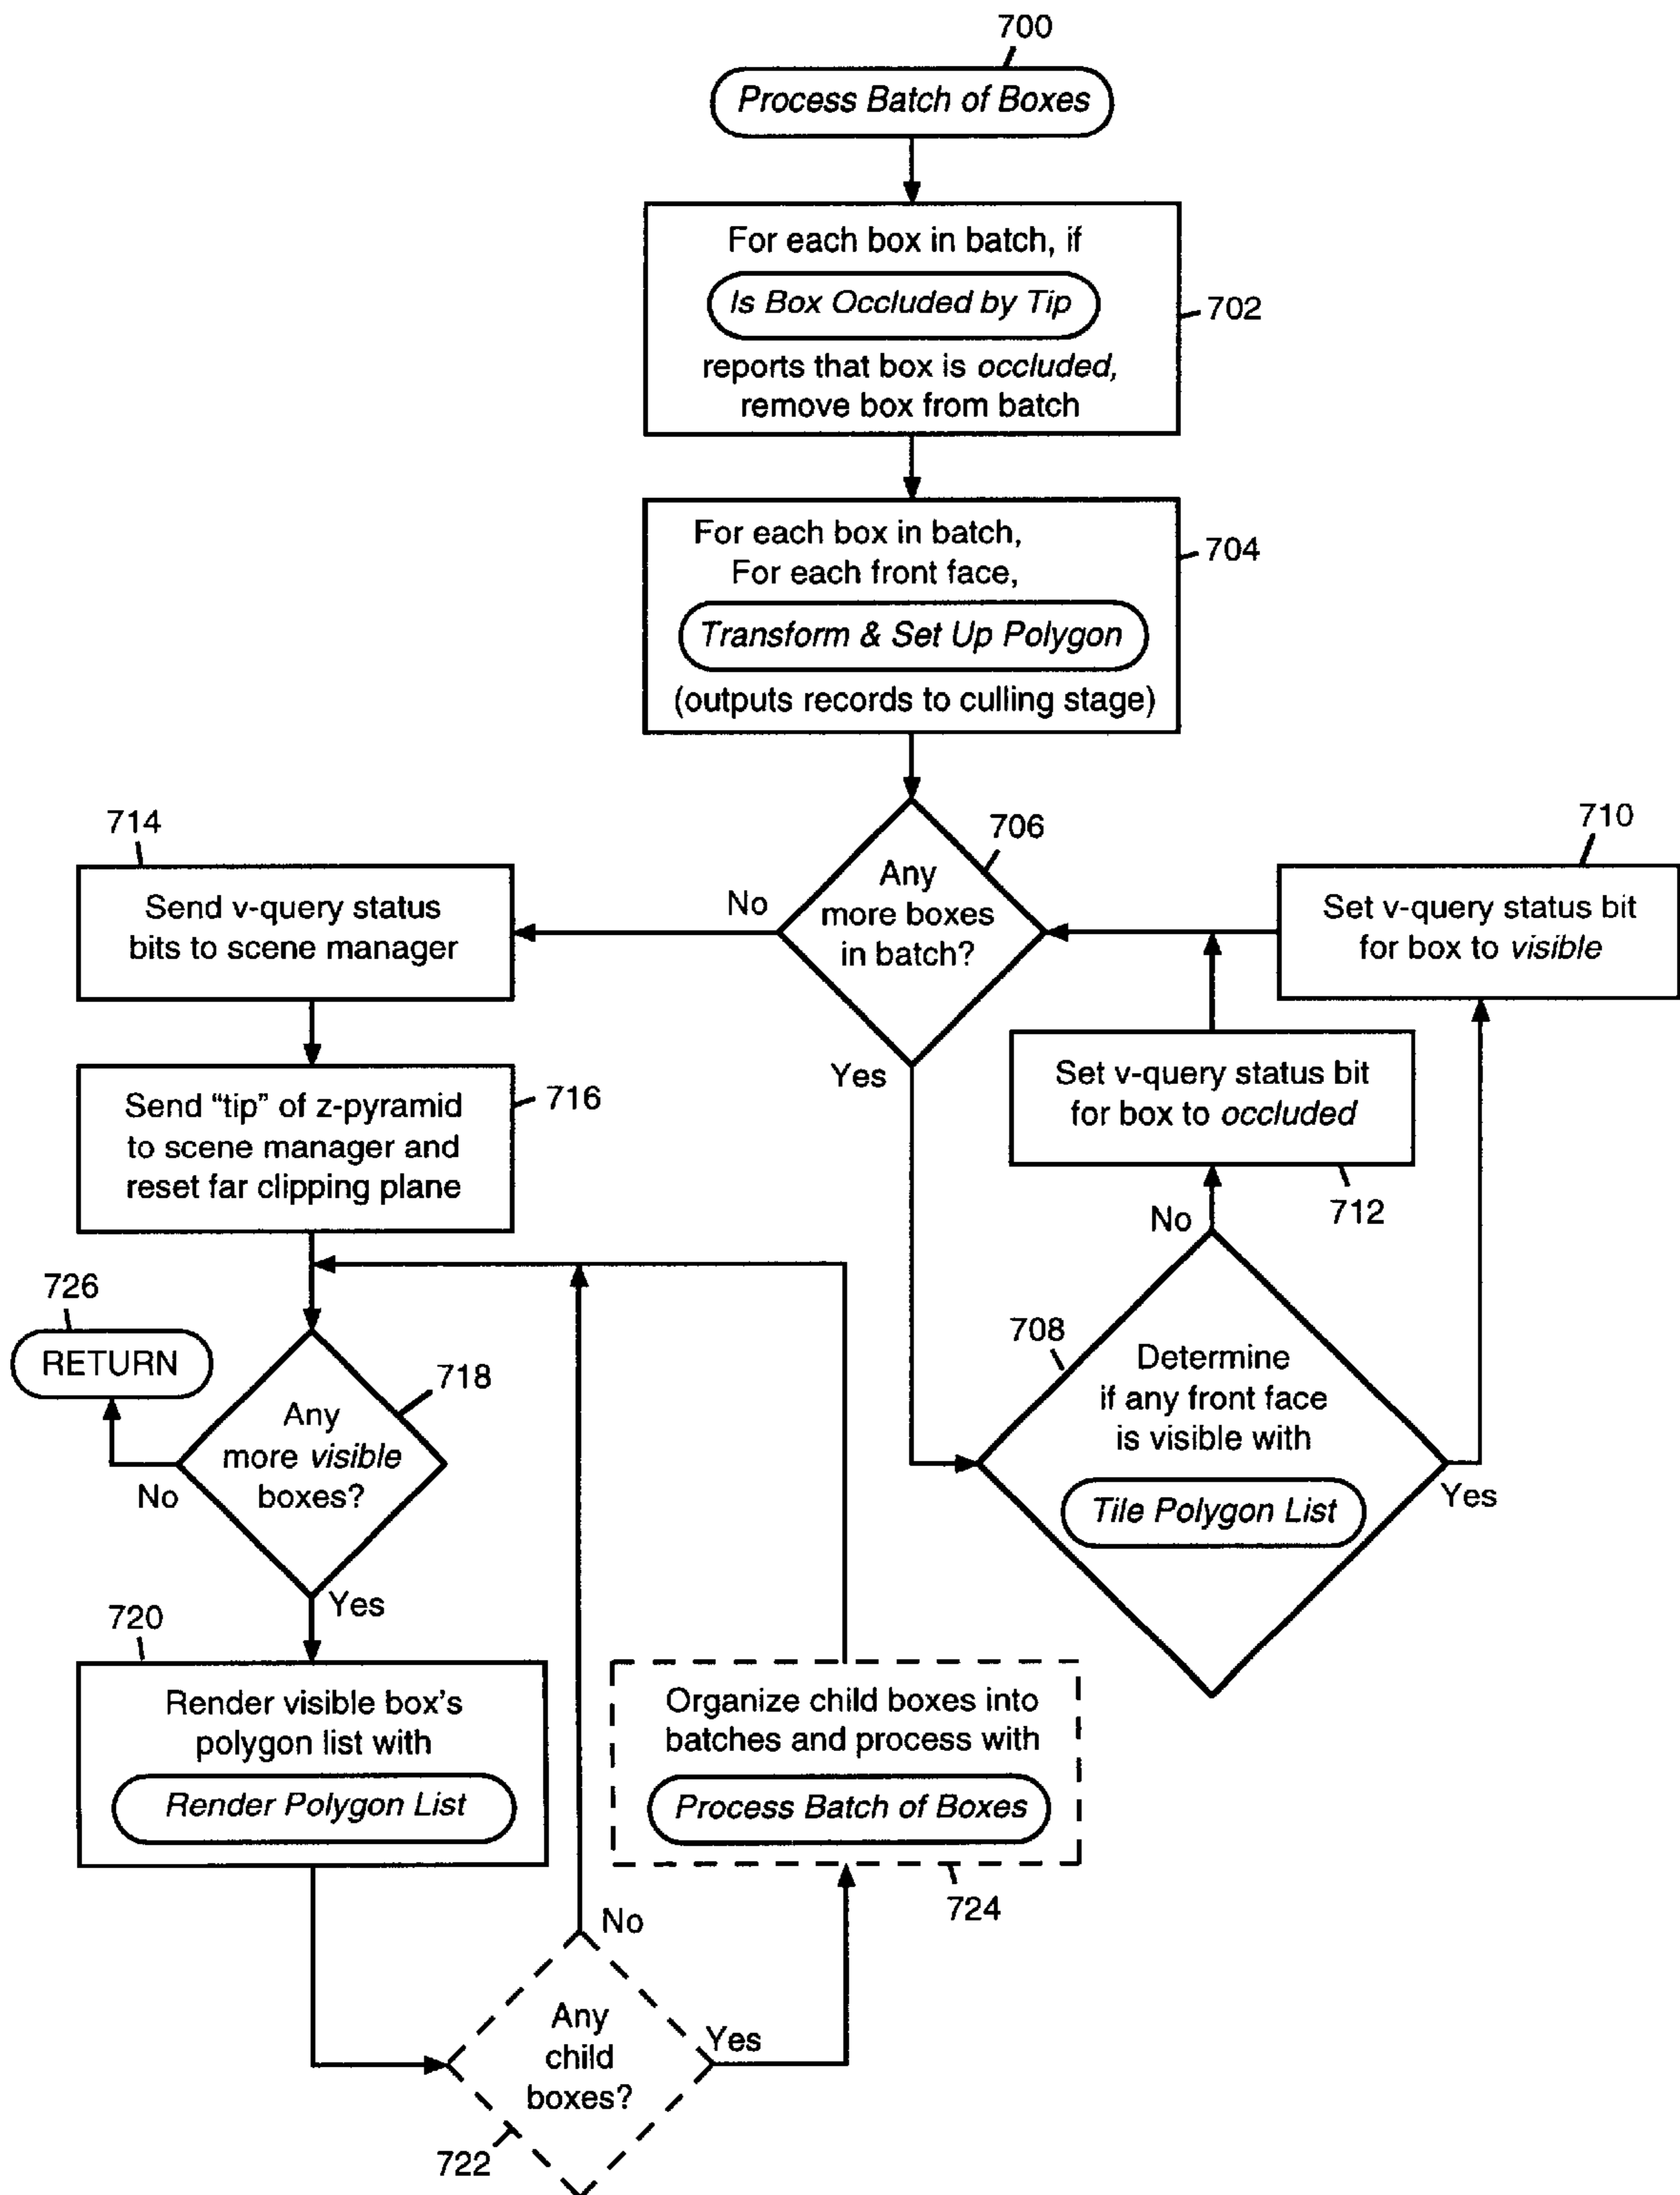 700
Process Batch of Boxes
For each box in batch, if
Is Box Occluded by Tip
reports that box is occluded,
remove box from batch
702
For each box in batch,
For each front face,
Transform & Set Up Polygon
(outputs records to culling stage)
704
706
Any
more boxes
in batch?
No
Yes
714
Send v-query status
bits to scene manager
710
Set v-query status bit
for box to visible
Set v-query status bit
for box to occluded
712
No
708
Determine
if any front face
is visible with
Tile Polygon List
Yes
Send “tip” of z-pyramid
to scene manager and
reset far clipping plane
716
726
RETURN
718
Any
more visible
boxes?
No
Yes
720
Render visible box's
polygon list with
Render Polygon List
Organize child boxes into
batches and process with
Process Batch of Boxes
724
No
Any
child
boxes?
Yes
722